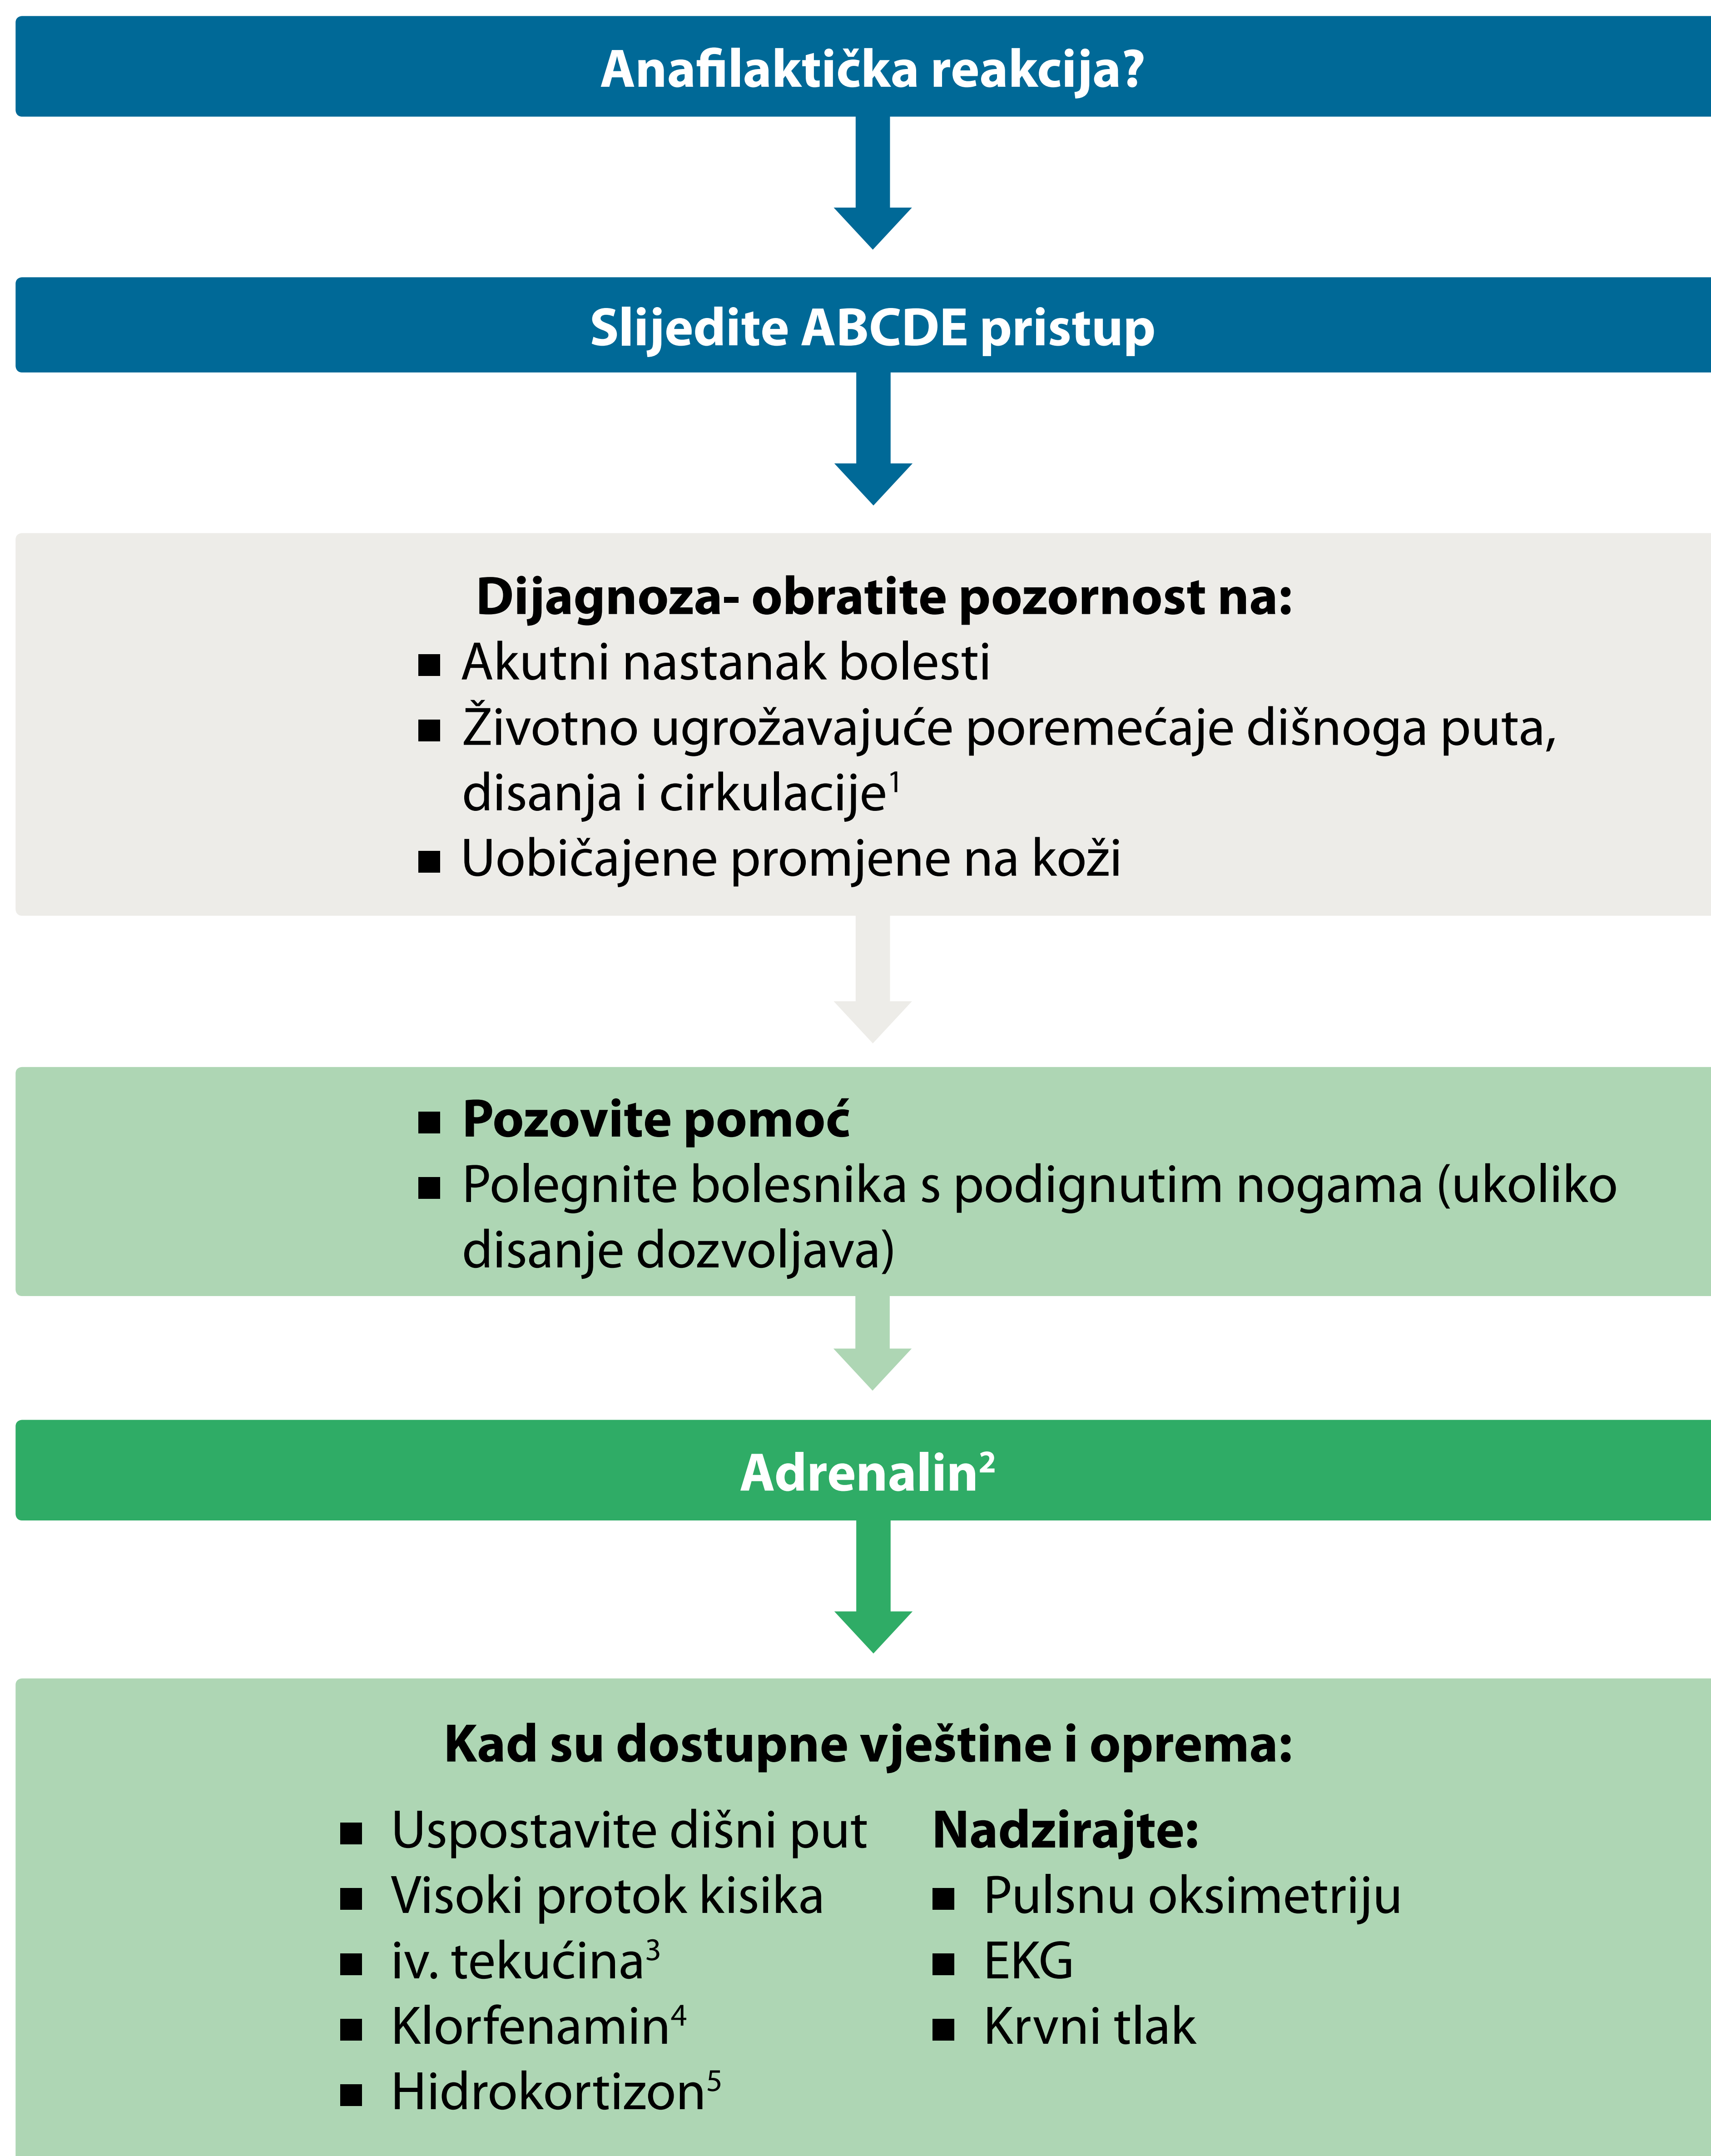 Anafilaktička reakcija?
Slijedite ABCDE pristup
Dijagnoza- obratite pozornost na:
■ Akutni nastanak bolesti
■ Životno ugrožavajuće poremećaje dišnoga puta,
disanja i cirkulacije¹
■ Uobičajene promjene na koži
■ Pozovite pomoć
■ Polegnite bolesnika s podignutim nogama (ukoliko
disanje dozvoljava)
Adrenalin²
Kad su dostupne vještine i oprema:
■ Uspostavite dišni put
■ Visoki protok kisika
■ iv. tekućina³
■ Klorfenamin⁴
■ Hidrokortizon⁵
Nadzirajte:
■ Pulsnu oksimetriju
■ EKG
■ Krvni tlak